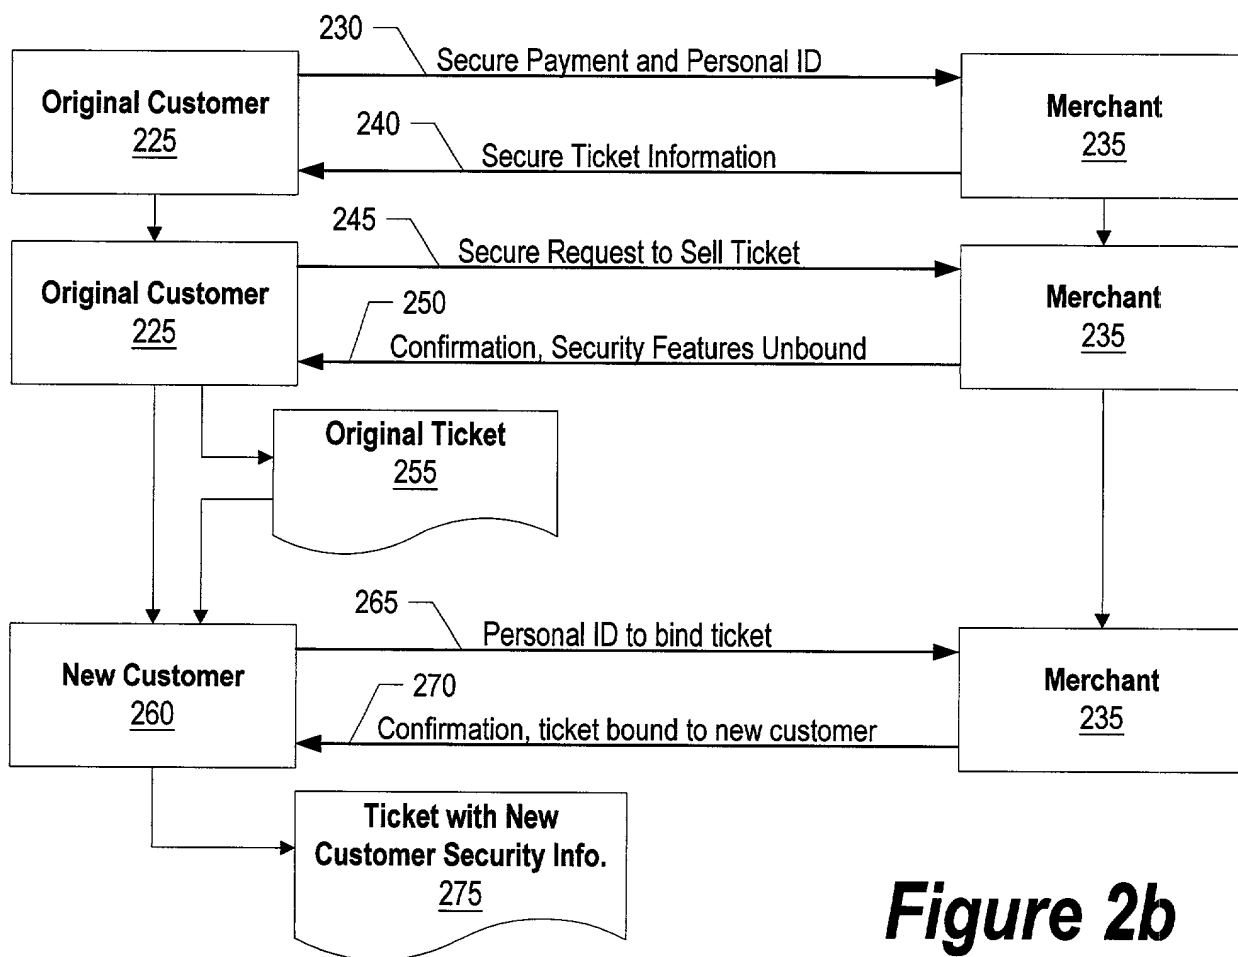 230
Secure Payment and Personal ID
Original Customer
225
Merchant
235
240
Secure Ticket Information
245
Secure Request to Sell Ticket
Original Customer
225
Merchant
235
250
Confirmation, Security Features Unbound
Original Ticket
255
265
Personal ID to bind ticket
New Customer
260
Merchant
235
270
Confirmation, ticket bound to new customer
Ticket with New
Customer Security Info.
275
Figure 2b